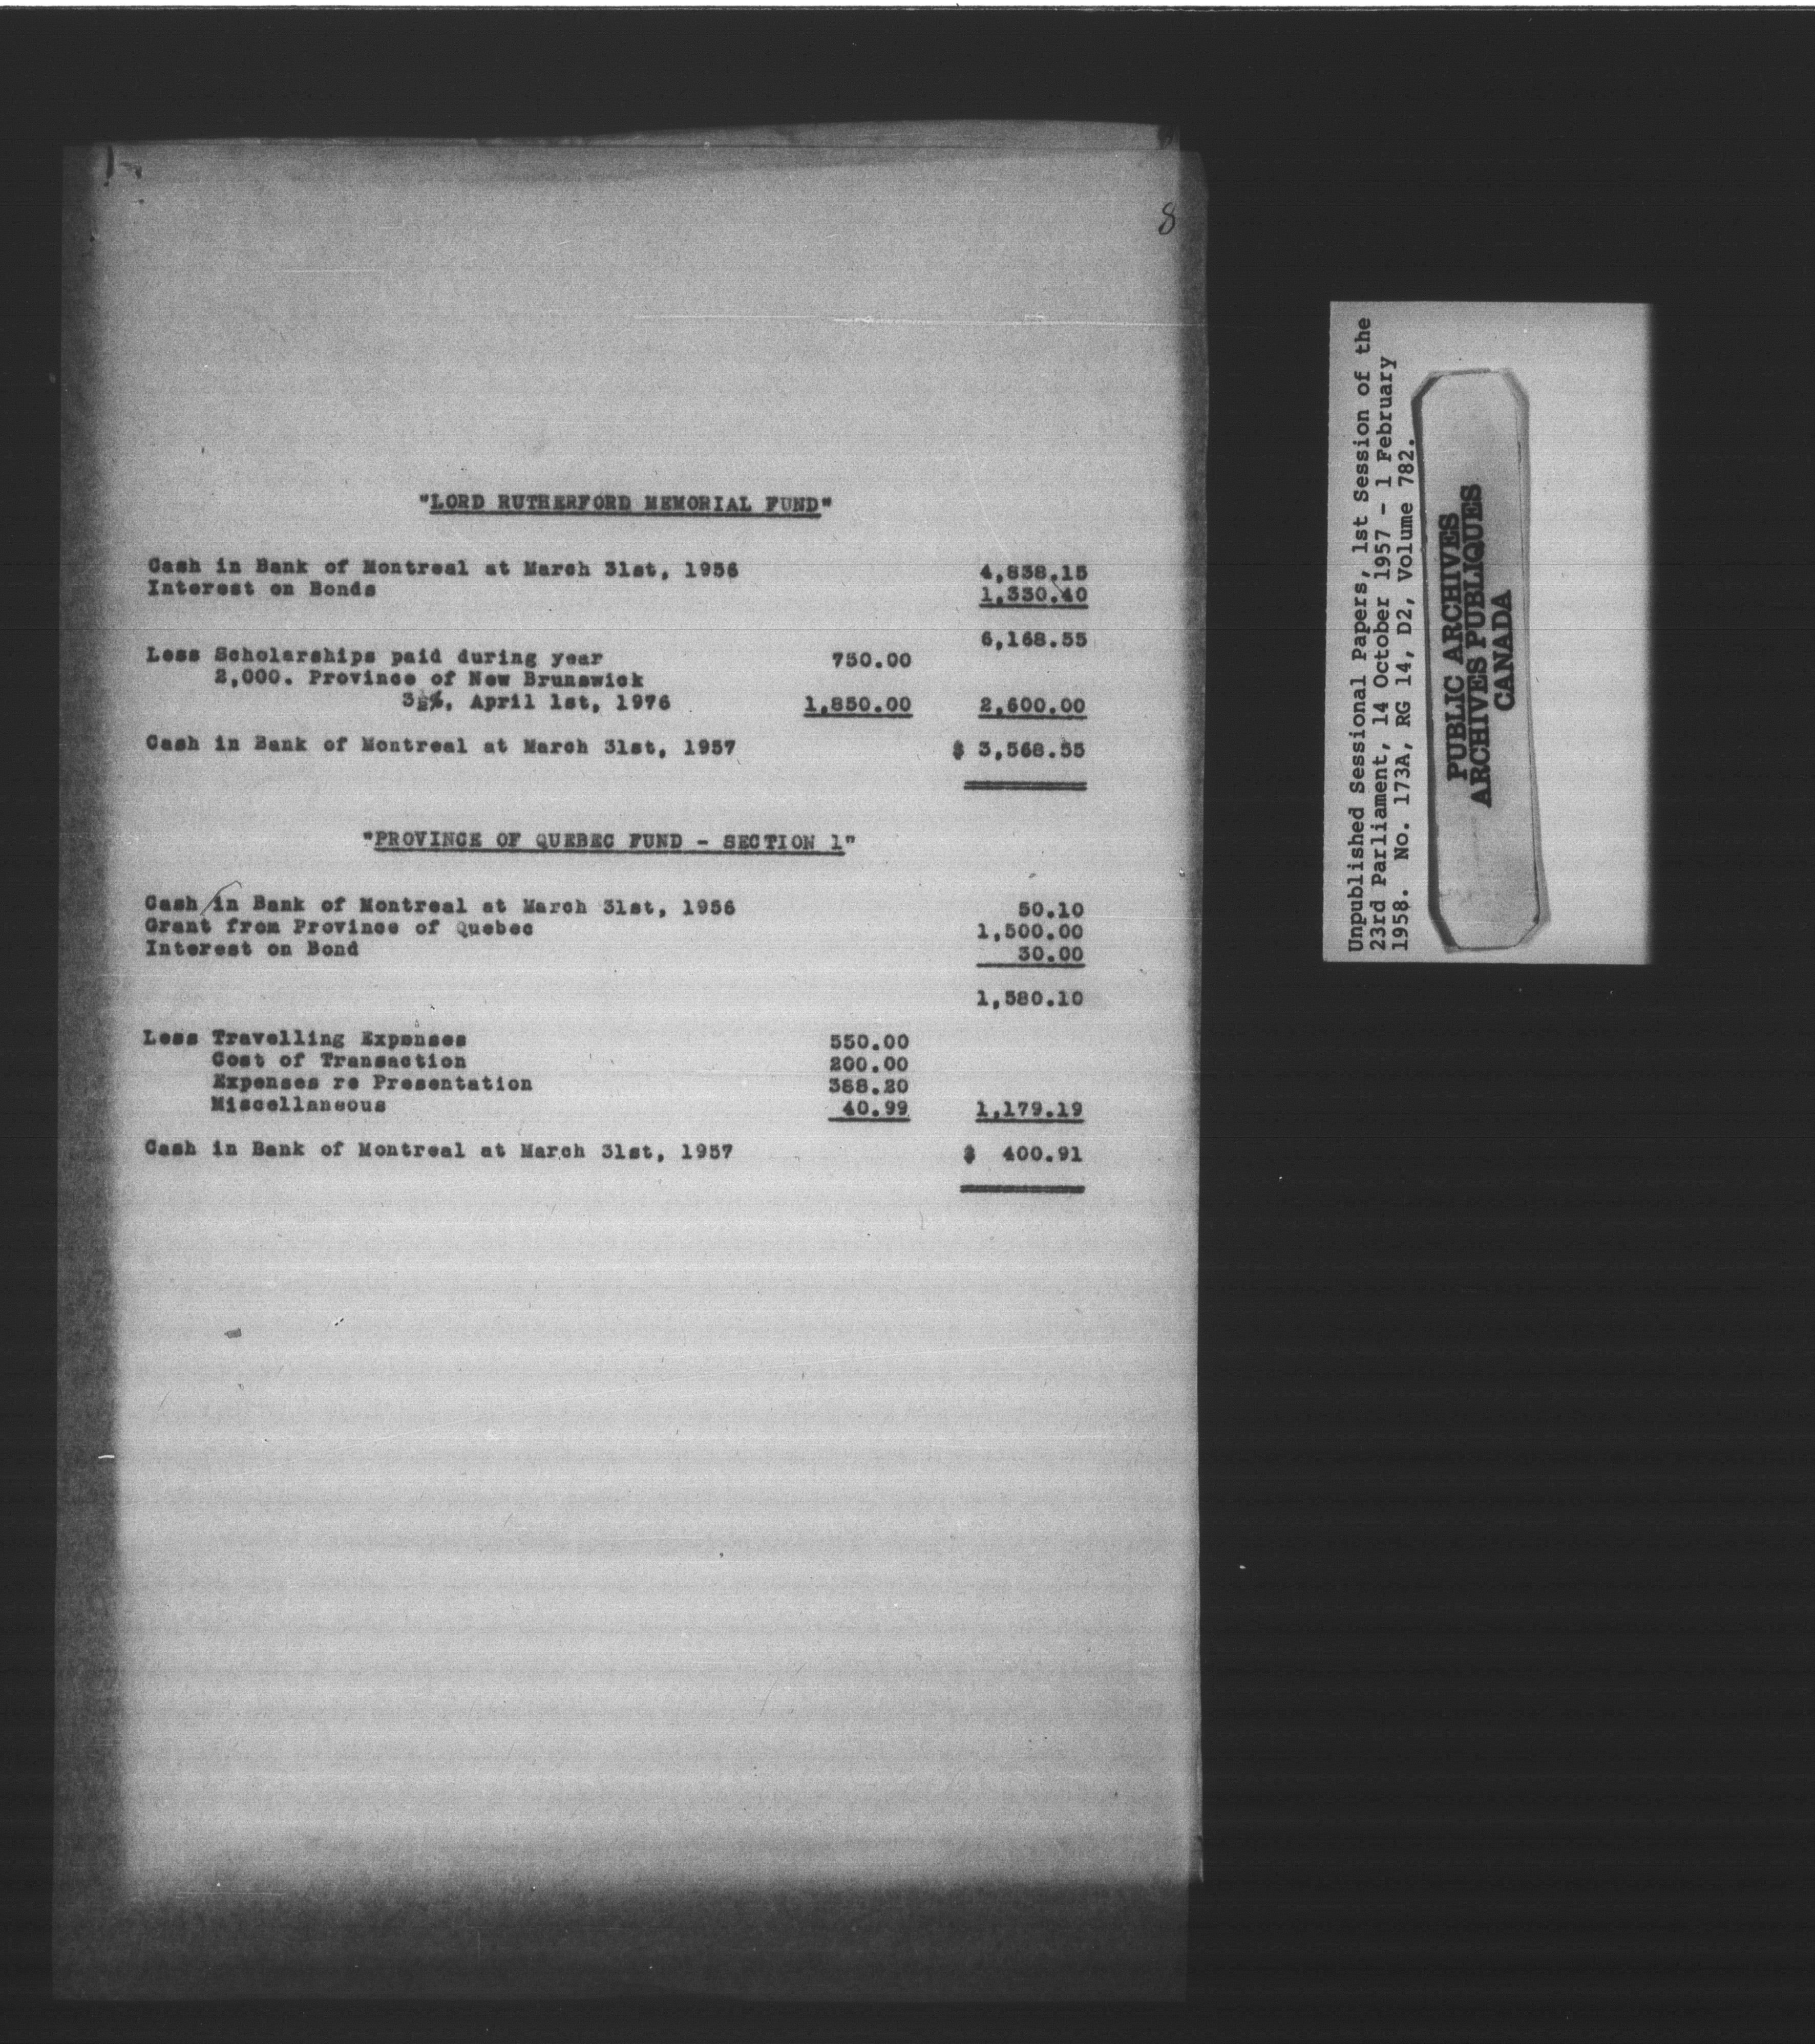 8
"LORD RUTHERFORD MEMORIAL FUND"
Cash in Bank of Montreal at March 31st, 1956 4,838.15
Interest on Bonds 1,330.40
6,168.55
Less Scholarships paid during year 750.00
2,000. Province of New Brunswick
3½%, April 1st, 1976 1,850.00 2,600.00
Cash in Bank of Montreal at March 31st, 1957 $ 3,568.55
"PROVINCE OF QUEBEC FUND - SECTION 1"
Cash in Bank of Montreal at March 31st, 1956 50.10
Grant from Province of Quebec 1,500.00
Interest on Bond 30.00
1,580.10
Less Travelling Expenses 550.00
Cost of Transaction 200.00
Expenses re Presentation 388.20
Miscellaneous 40.99 1,179.19
Cash in Bank of Montreal at March 31st, 1957 $ 400.91
Unpublished Sessional Papers, 1st Session of the
23rd Parliament, 14 October 1957 - 1 February
1958. No. 173A, RG 14, D2, Volume 782.
PUBLIC ARCHIVES
ARCHIVES PUBLIQUES
CANADA